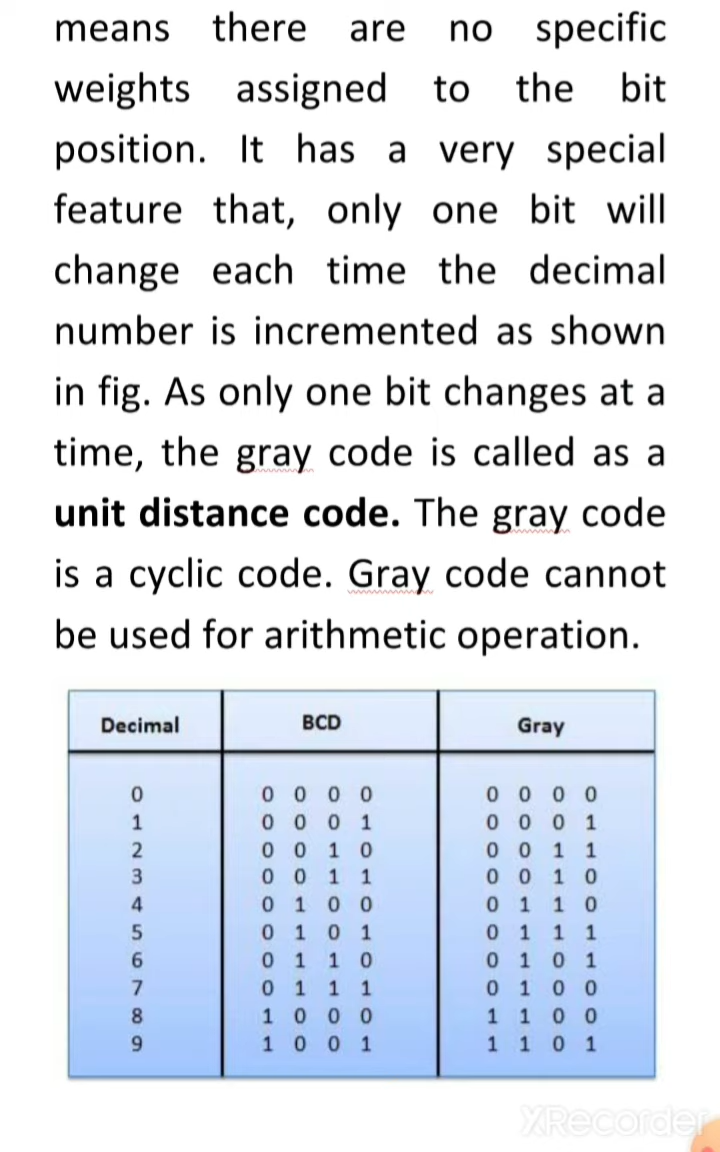 means there are no specific
weights assigned to the bit
position. It has a very special
feature that, only one bit will
change each time the decimal
number is incremented as shown
in fig. As only one bit changes at a
time, the gray code is called as a
unit distance code. The gray code
is a cyclic code. Gray code cannot
be used for arithmetic operation.
Decimal BCD Gray
0 0 0 0 0 0 0 0 0
1 0 0 0 1 0 0 0 1
2 0 0 1 0 0 0 1 1
3 0 0 1 1 0 0 1 0
4 0 1 0 0 0 1 1 0
5 0 1 0 1 0 1 1 1
6 0 1 1 0 0 1 0 1
7 0 1 1 1 0 1 0 0
8 1 0 0 0 1 1 0 0
9 1 0 0 1 1 1 0 1
XRecorder